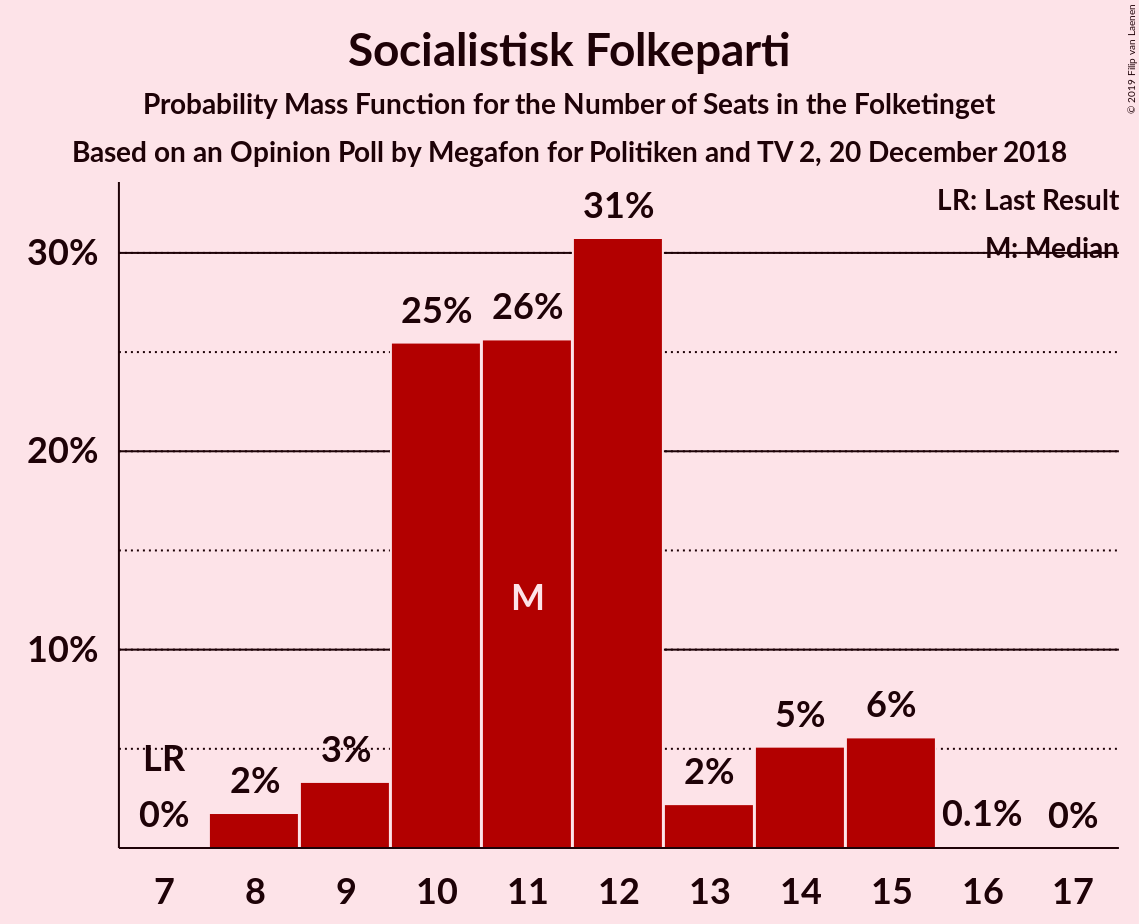 Socialistisk Folkeparti
Probability Mass Function for the Number of Seats in the Folketinget
Based on an Opinion Poll by Megafon for Politiken and TV 2, 20 December 2018
© 2019 Filip van Laenen
LR: Last Result
M: Median
30%
20%
10%
LR
0%
2%
3%
25%
26%
31%
2%
5%
6%
0.1%
0%
M
7 8 9 10 11 12 13 14 15 16 17